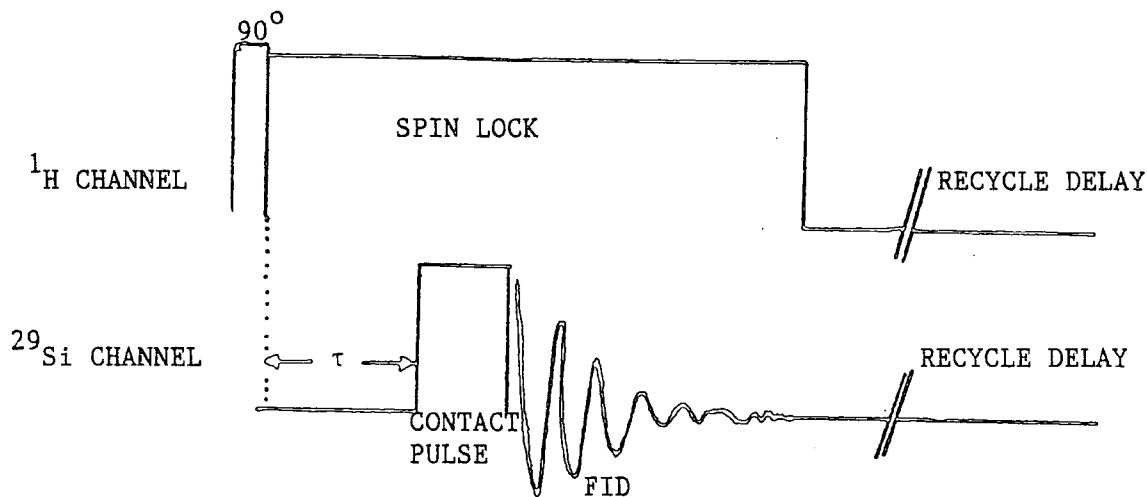 90°
SPIN LOCK
¹H CHANNEL
RECYCLE DELAY
²⁹Si CHANNEL
τ
RECYCLE DELAY
CONTACT
PULSE
FID